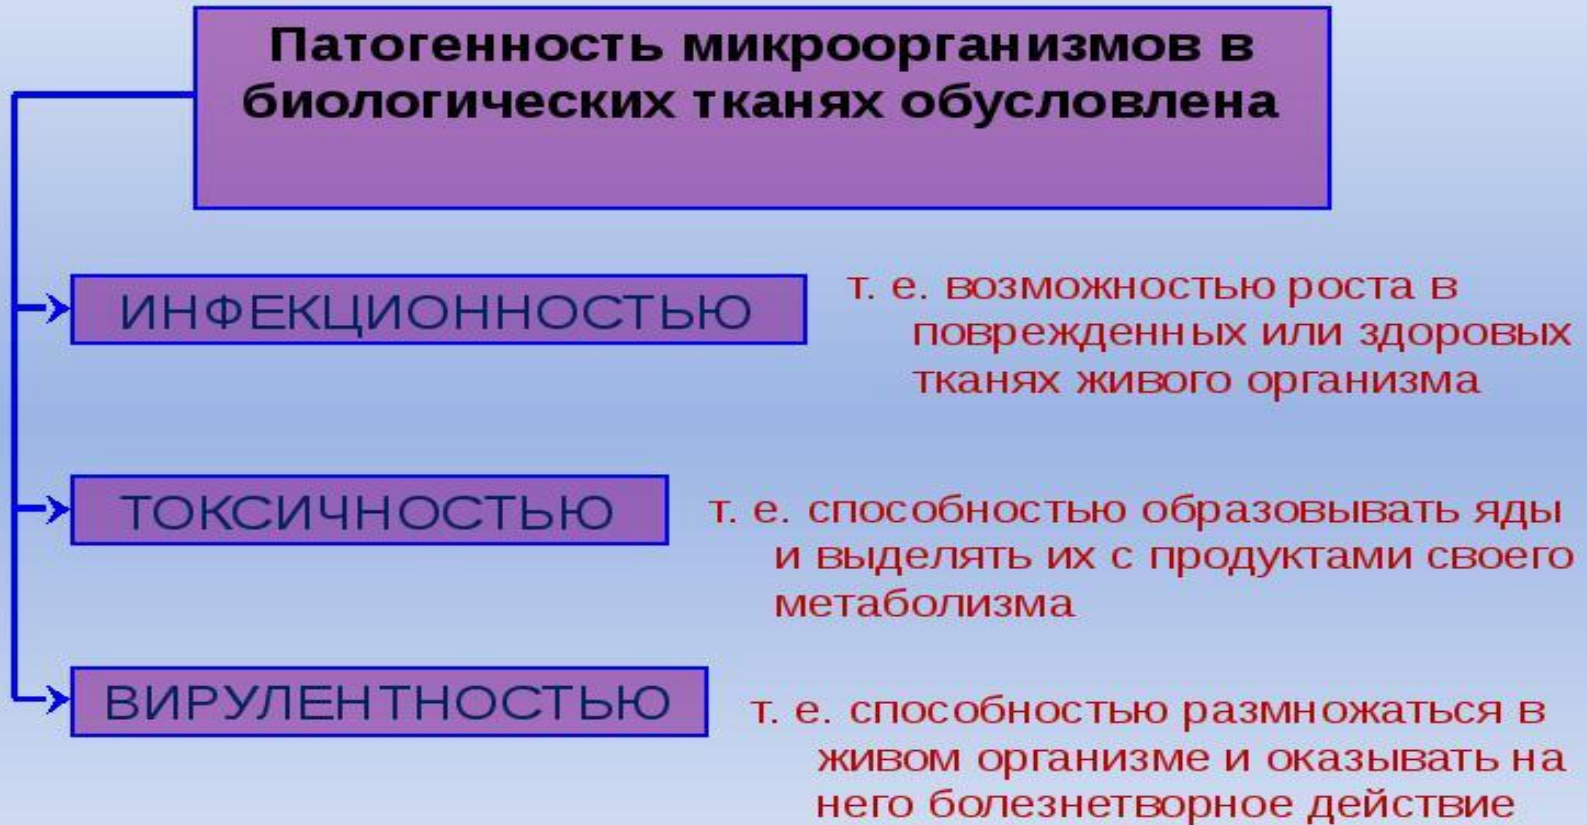 Патогенность микроорганизмов в
биологических тканях обусловлена
ИНФЕКЦИОННОСТЬЮ
т. е. возможностью роста в
поврежденных или здоровых
тканях живого организма
ТОКСИЧНОСТЬЮ
т. е. способностью образовывать яды
и выделять их с продуктами своего
метаболизма
ВИРУЛЕНТНОСТЬЮ
т. е. способностью размножаться в
живом организме и оказывать на
него болезнетворное действие